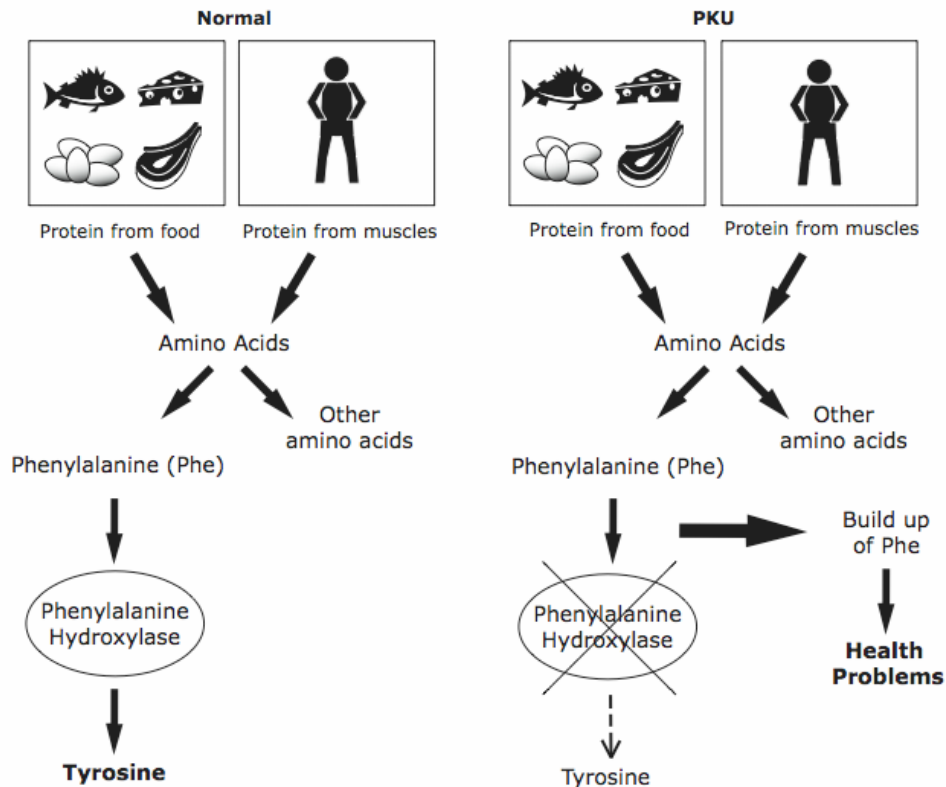 Normal
Protein from food
Protein from muscles
Amino Acids
Other
amino acids
Phenylalanine (Phe)
Phenylalanine
Hydroxylase
Tyrosine
PKU
Protein from food
Protein from muscles
Amino Acids
Other
amino acids
Phenylalanine (Phe)
Build up
of Phe
Phenylalanine
Hydroxylase
Health
Problems
Tyrosine